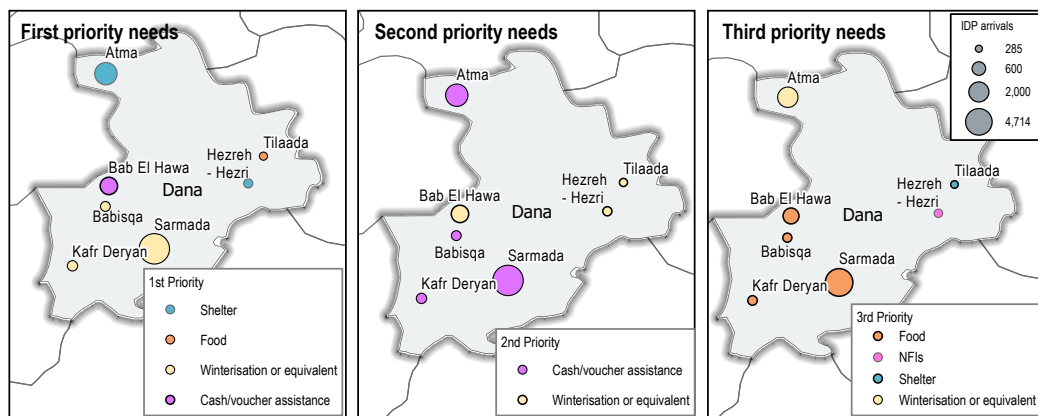 First priority needs
Atma
Tilaada
Hezreh
- Hezri
Bab El Hawa
Dana
Babisqa
Sarmada
Kafr Deryan
1st Priority
Shelter
Food
Winterisation or equivalent
Cash/voucher assistance
Second priority needs
Atma
Tilaada
Hezreh
- Hezri
Bab El Hawa
Dana
Babisqa
Sarmada
Kafr Deryan
2nd Priority
Cash/voucher assistance
Winterisation or equivalent
Third priority needs
IDP arrivals
285
600
2,000
4,714
Atma
Tilaada
Hezreh
- Hezri
Bab El Hawa
Dana
Babisqa
Sarmada
Kafr Deryan
3rd Priority
Food
NFIs
Shelter
Winterisation or equivalent